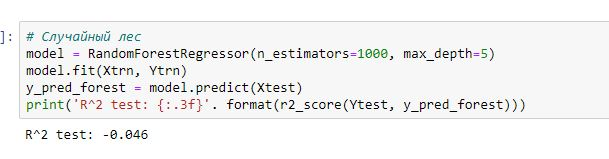 ]:
# Случайный лес
model = RandomForestRegressor(n_estimators=1000, max_depth=5)
model.fit(Xtrn, Ytrn)
y_pred_forest = model.predict(Xtest)
print('R^2 test: {:.3f}'. format(r2_score(Ytest, y_pred_forest)))
R^2 test: -0.046